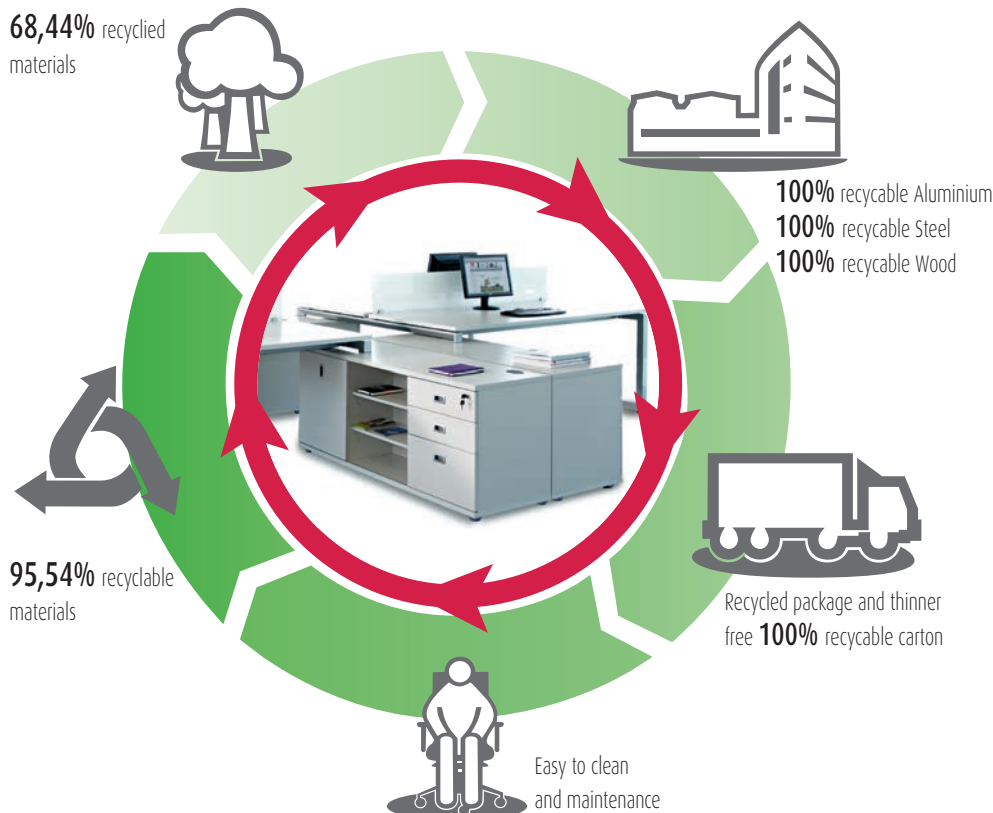 68,44% recyclied
materials
100% recycable Aluminium
100% recycable Steel
100% recycable Wood
Recycled package and thinner
free 100% recycable carton
95,54% recyclable
materials
Easy to clean
and maintenance